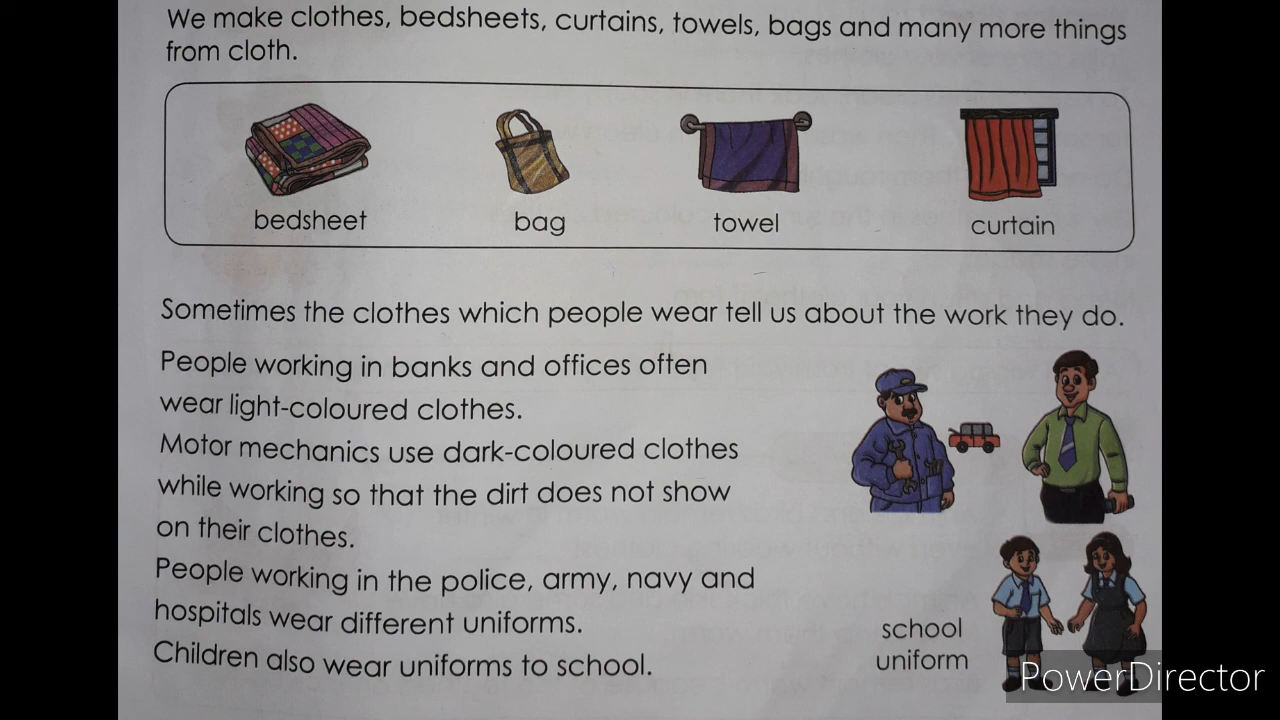 We make clothes, bedsheets, curtains, towels, bags and many more things
from cloth.
bedsheet
bag
towel
curtain
Sometimes the clothes which people wear tell us about the work they do.
People working in banks and offices often
wear light-coloured clothes.
Motor mechanics use dark-coloured clothes
while working so that the dirt does not show
on their clothes.
People working in the police, army, navy and
hospitals wear different uniforms.
Children also wear uniforms to school.
school
uniform
PowerDirector